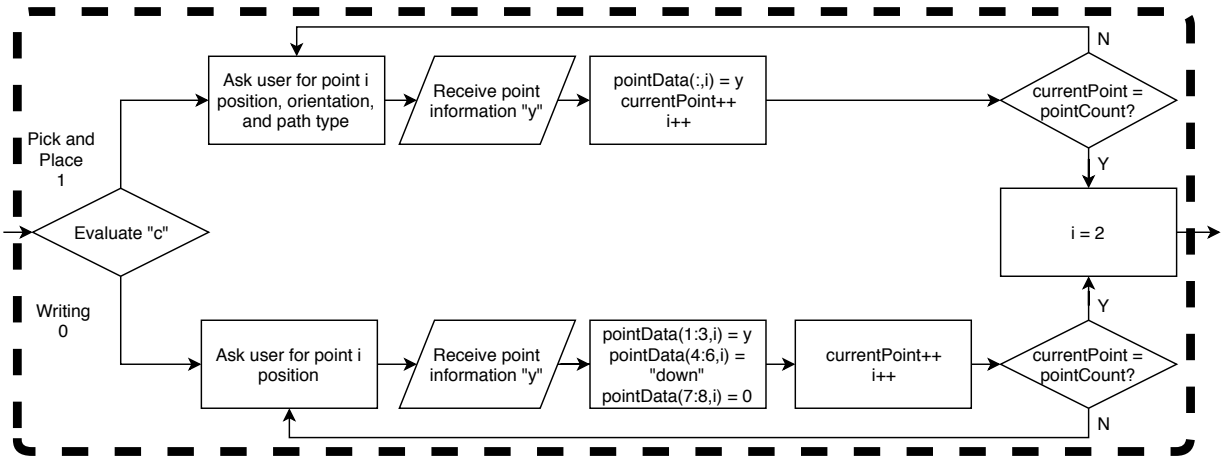 N
Ask user for point i
position, orientation,
and path type
Receive point
information "y"
pointData(:,i) = y
currentPoint++
i++
currentPoint =
pointCount?
Pick and
Place
1
Y
Evaluate "c"
i = 2
Writing
0
Y
Ask user for point i
position
Receive point
information "y"
pointData(1:3,i) = y
pointData(4:6,i) =
"down"
pointData(7:8,i) = 0
currentPoint++
i++
currentPoint =
pointCount?
N